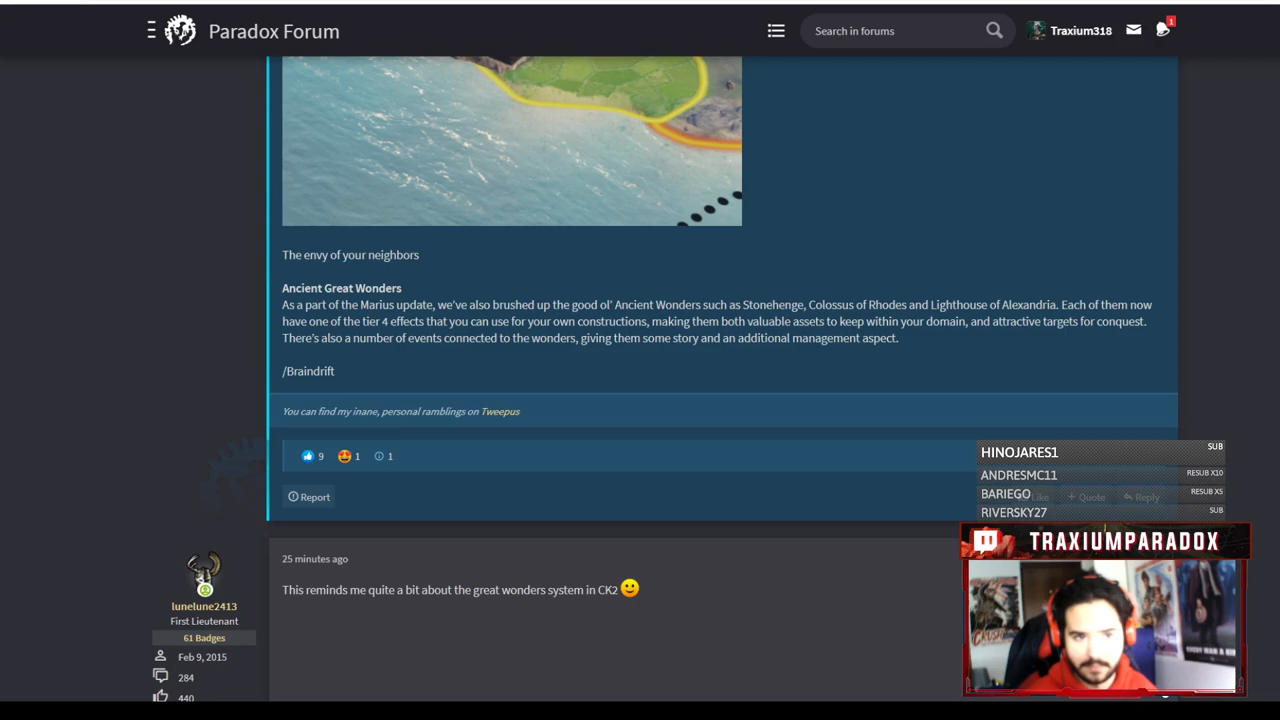 Paradox Forum
Search in forums
Traxium318
1
The envy of your neighbors
Ancient Great Wonders
As a part of the Marius update, we've also brushed up the good ol' Ancient Wonders such as Stonehenge, Colossus of Rhodes and Lighthouse of Alexandria. Each of them now
have one of the tier 4 effects that you can use for your own constructions, making them both valuable assets to keep within your domain, and attractive targets for conquest.
There's also a number of events connected to the wonders, giving them some story and an additional management aspect.
/Braindrift
You can find my inane, personal ramblings on Tweepus
9 1 1
Report
Like + Quote Reply
HINOJARES1 SUB
ANDRESMC11 RESUB X10
BARIEGO RESUB X5
RIVERSKY27 SUB
TRAXIUMPARADOX
25 minutes ago
This reminds me quite a bit about the great wonders system in CK2
lunelune2413
First Lieutenant
61 Badges
Feb 9, 2015
284
440